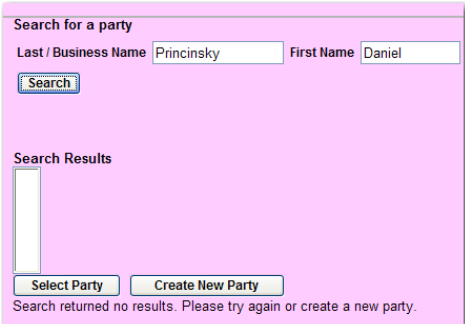 Search for a party
Last / Business Name Princinsky First Name Daniel
Search
Search Results
Select Party Create New Party
Search returned no results. Please try again or create a new party.